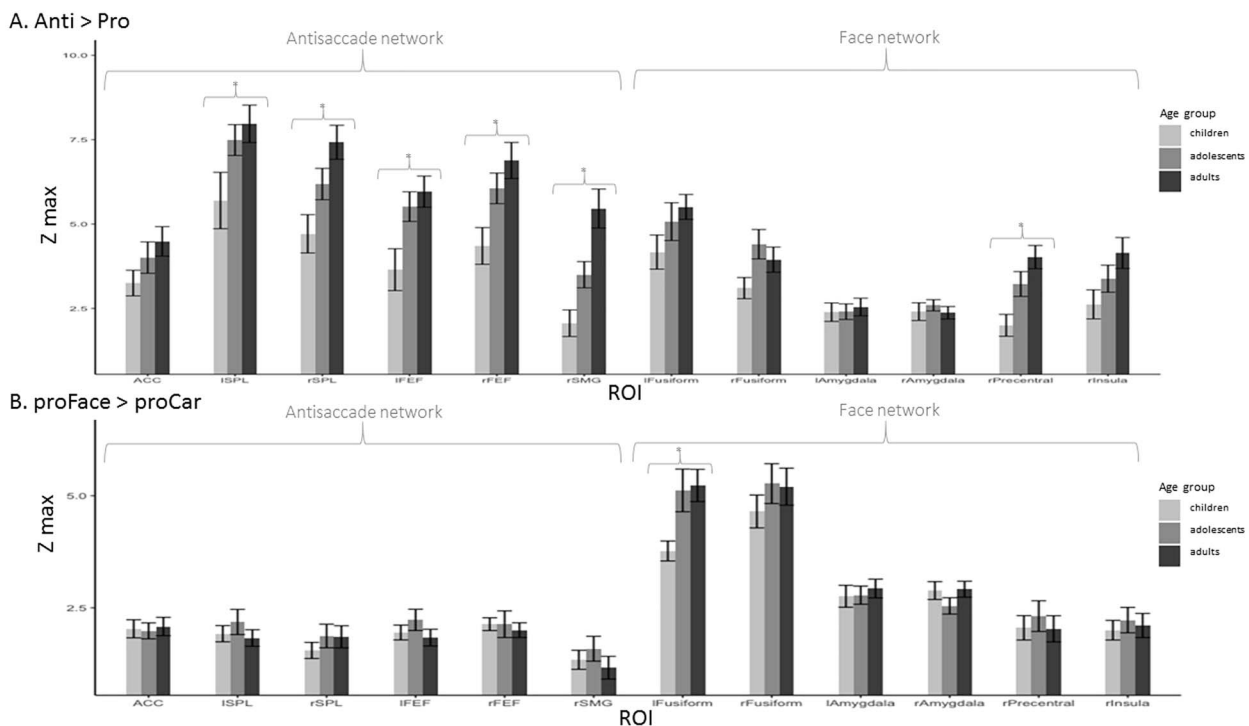 A. Anti > Pro
Antisaccade network
Face network
10.0
7.5
5.0
2.5
Z max
Age group
children
adolescents
adults
ACC lSPL rSPL lFEF rFEF rSMG lFusiform rFusiform lAmygdala rAmygdala rPrecentral rInsula
ROI
B. proFace > proCar
Antisaccade network
Face network
5.0
2.5
Z max
Age group
children
adolescents
adults
ACC lSPL rSPL lFEF rFEF rSMG lFusiform rFusiform lAmygdala rAmygdala rPrecentral rInsula
ROI